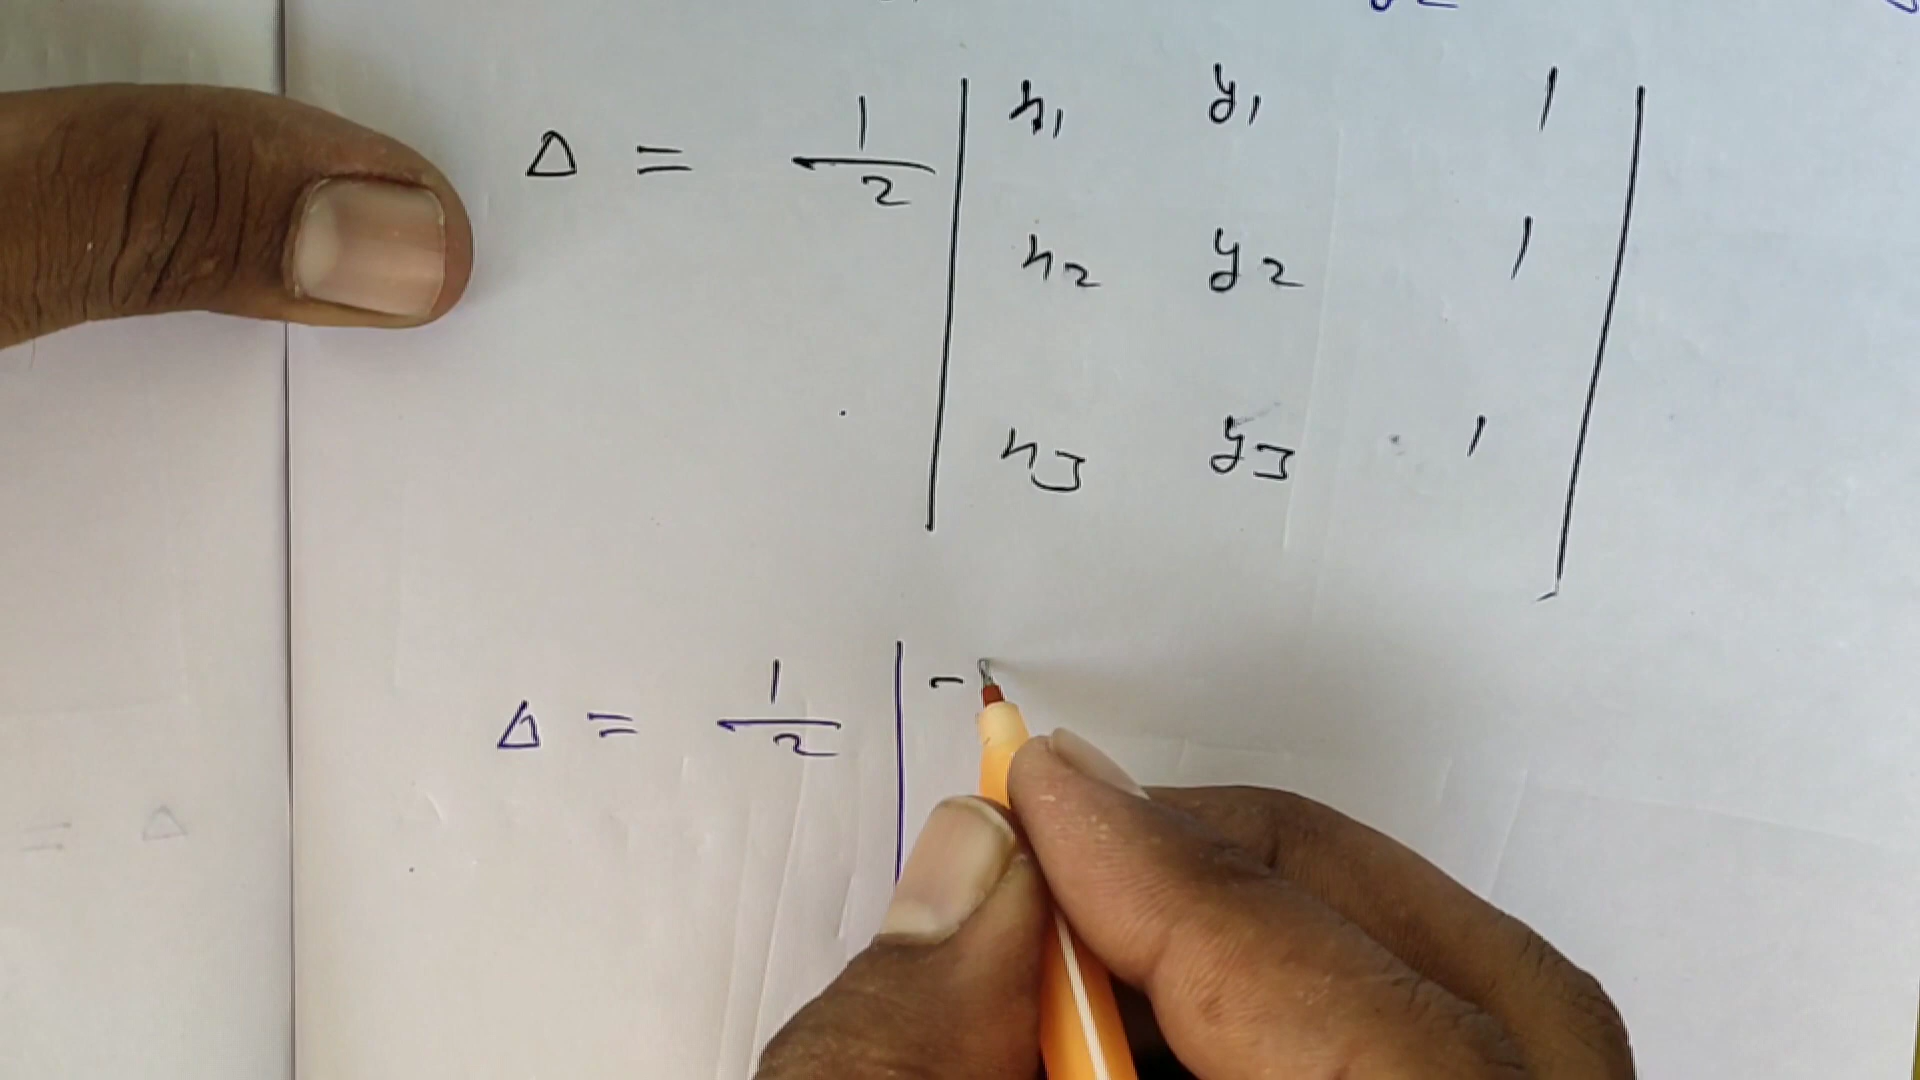 Δ = 1/2 | x1 y1 1 |
x2 y2 1
x3 y3 1
Δ = 1/2 | -